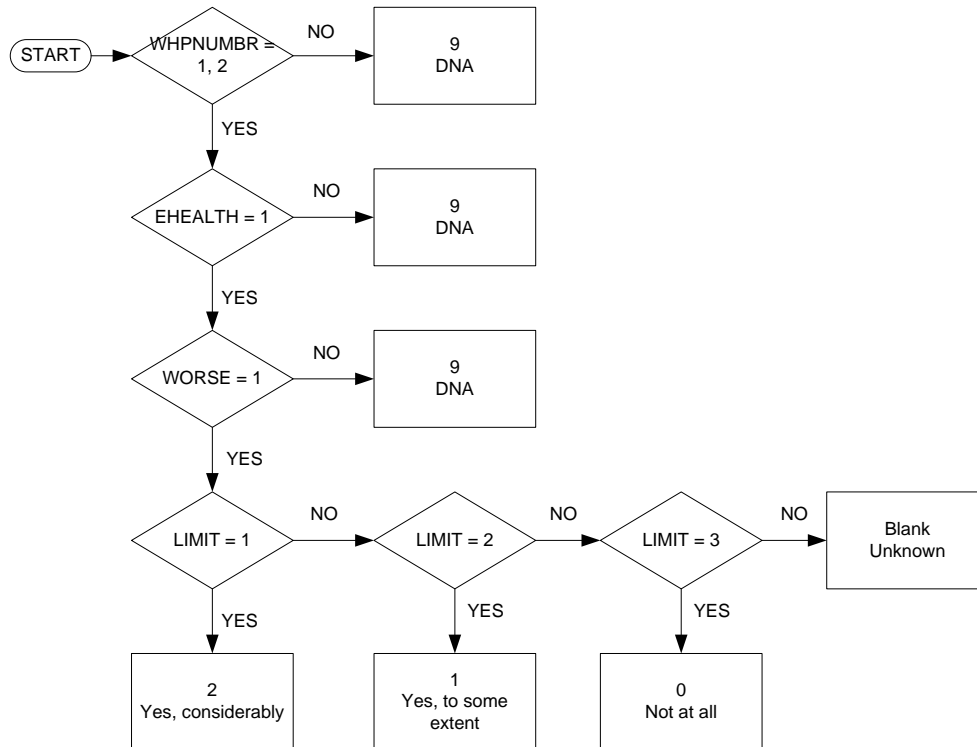 START
WHPNUMBR =
1, 2
NO
9
DNA
YES
EHEALTH = 1
NO
9
DNA
YES
WORSE = 1
NO
9
DNA
YES
LIMIT = 1
NO
LIMIT = 2
NO
LIMIT = 3
NO
Blank
Unknown
YES
YES
YES
2
Yes, considerably
1
Yes, to some
extent
0
Not at all